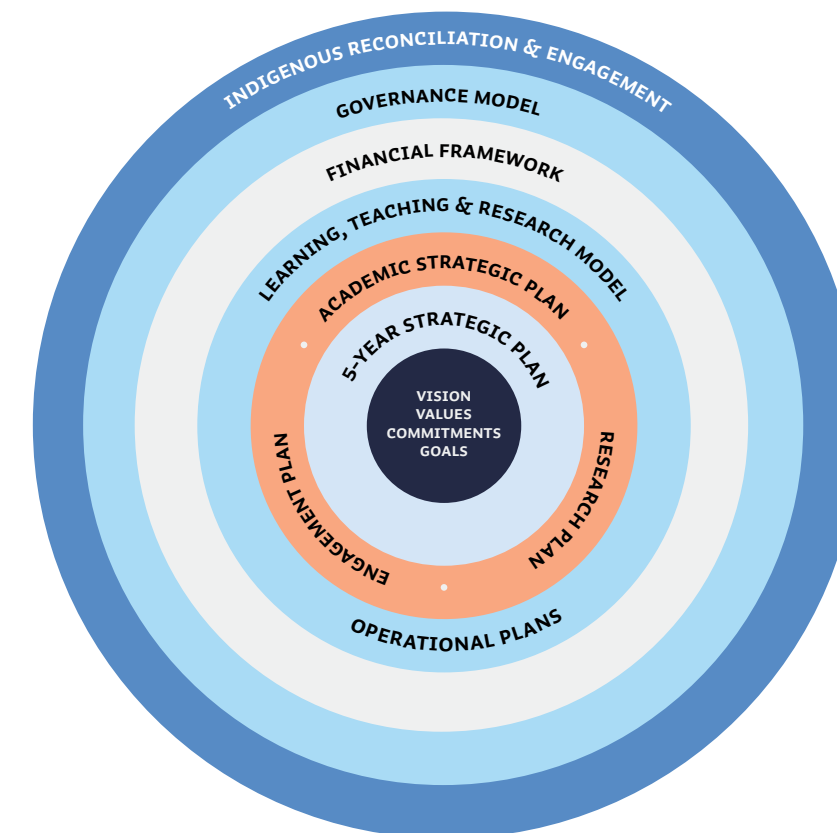 INDIGENOUS RECONCILIATION & ENGAGEMENT
GOVERNANCE MODEL
FINANCIAL FRAMEWORK
LEARNING, TEACHING & RESEARCH MODEL
ACADEMIC STRATEGIC PLAN
5-YEAR STRATEGIC PLAN
VISION
VALUES
COMMITMENTS
GOALS
ENGAGEMENT PLAN
RESEARCH PLAN
OPERATIONAL PLANS